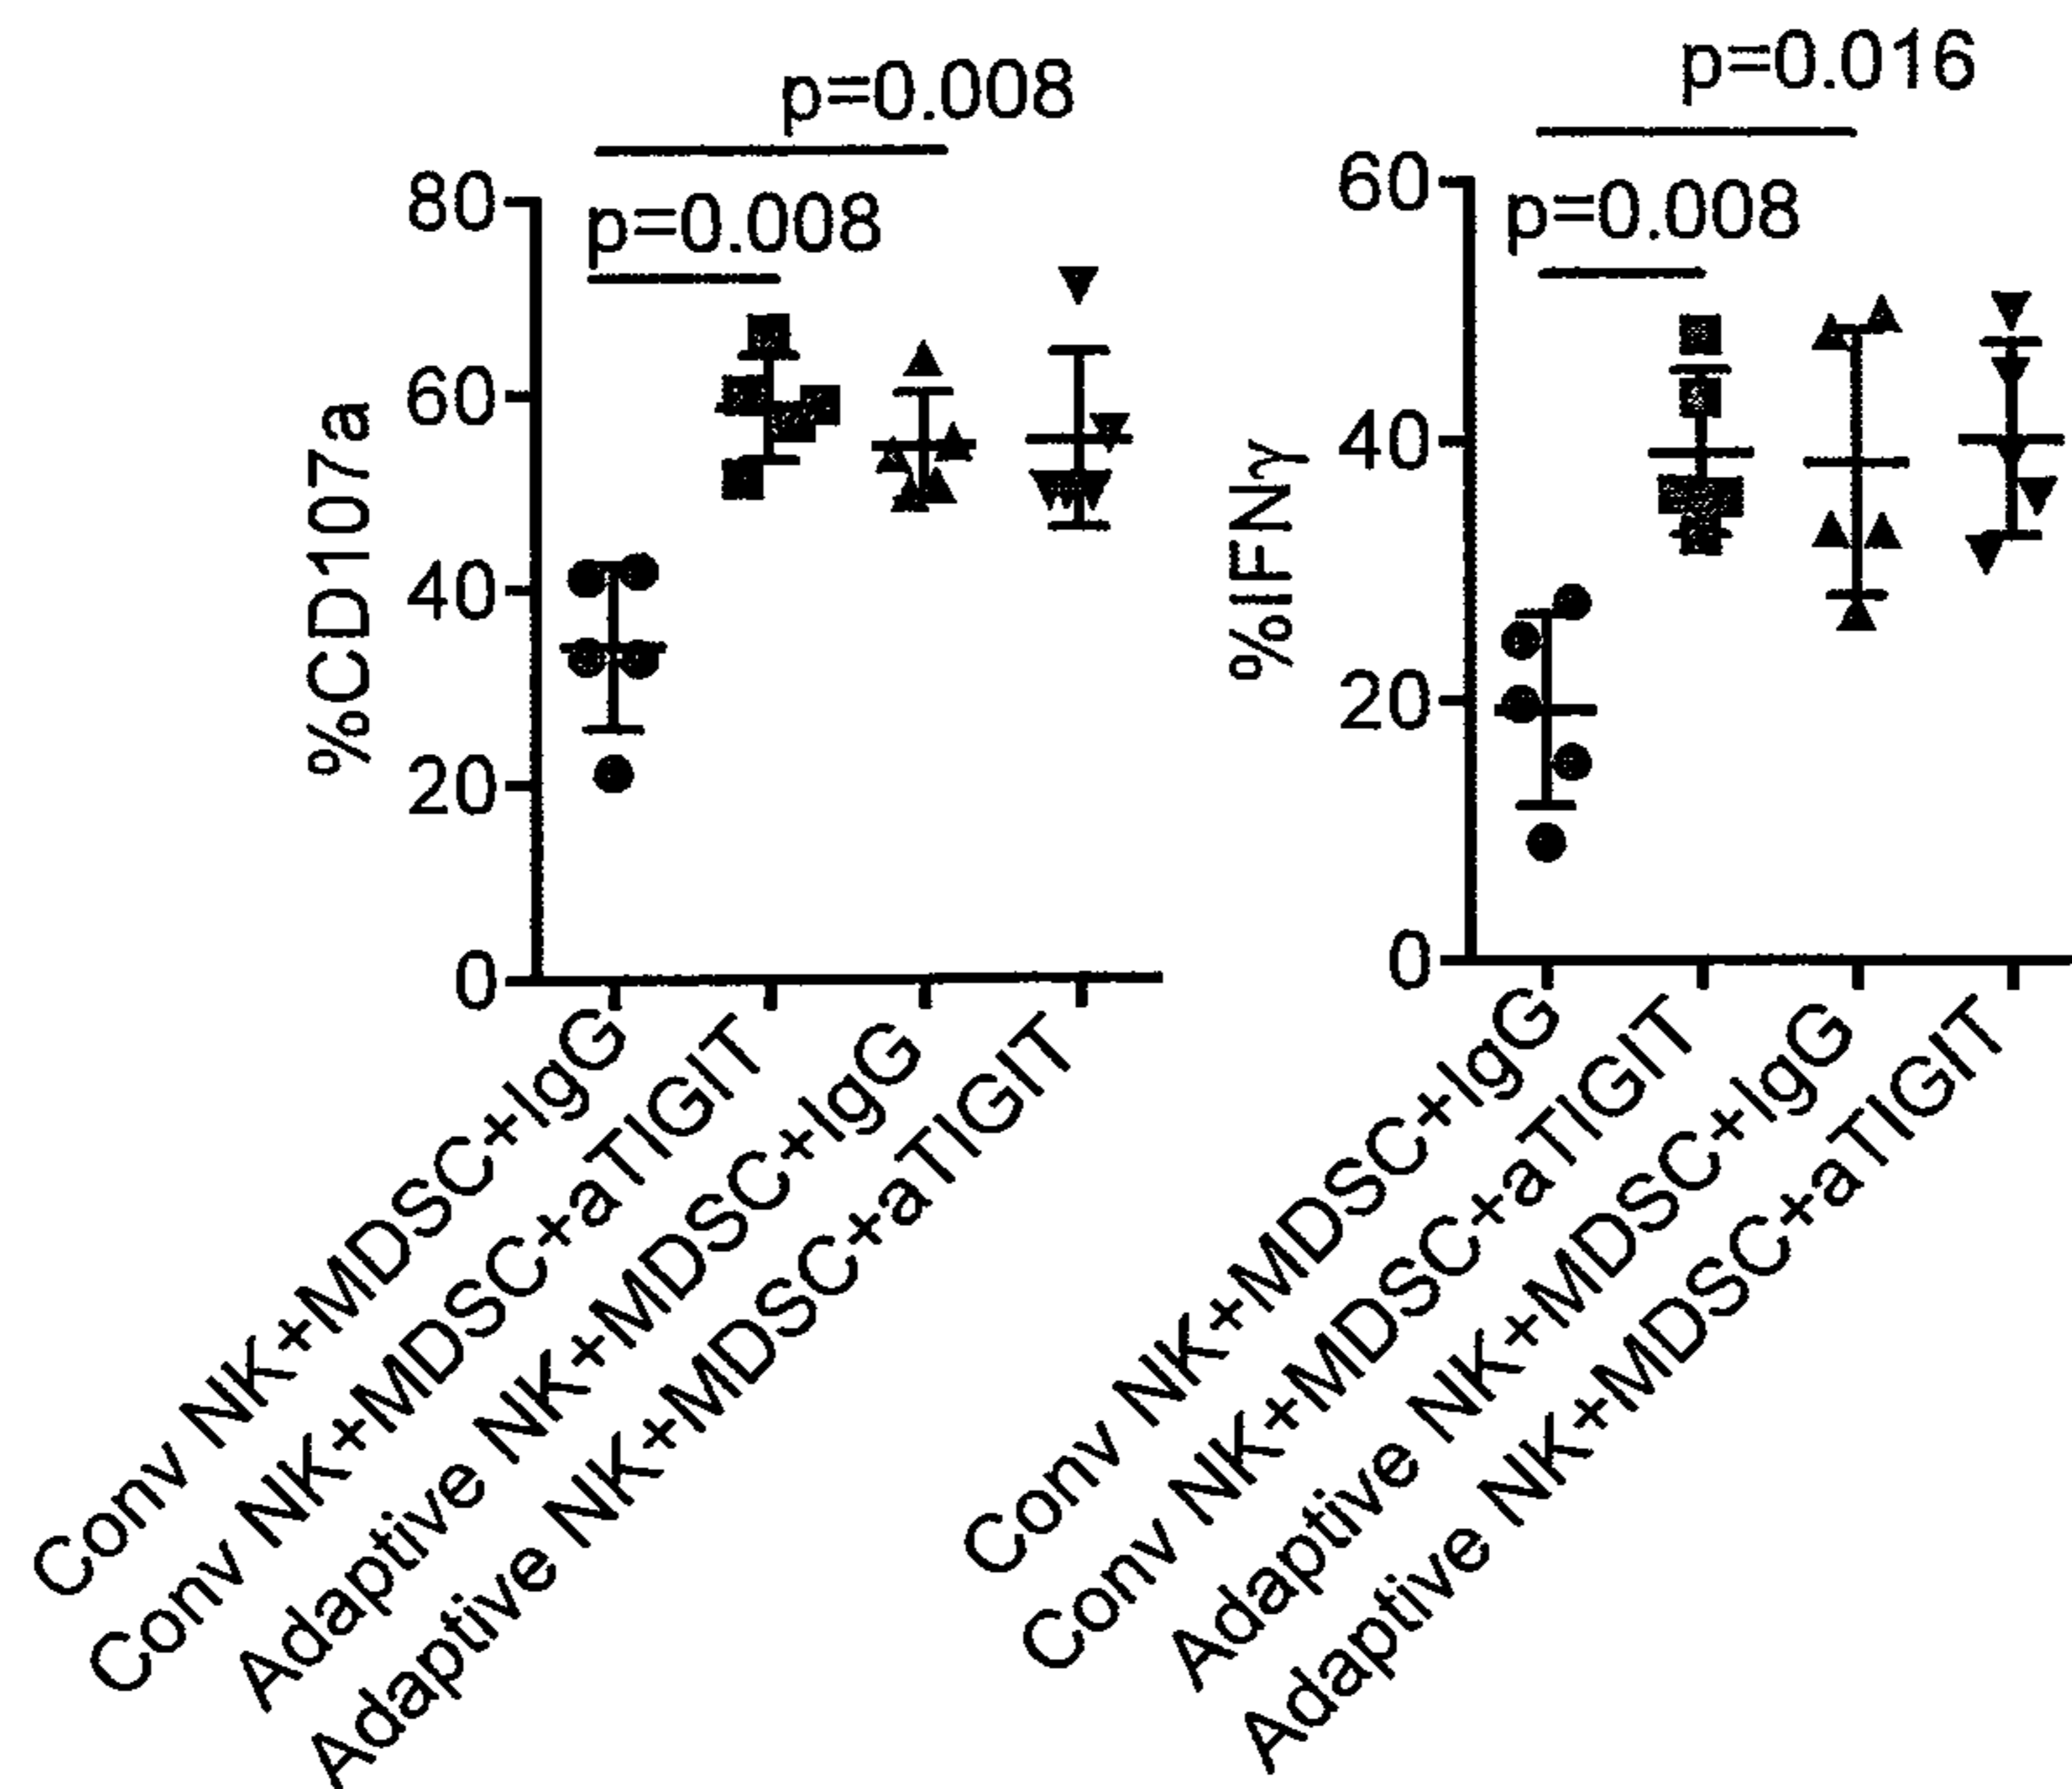 p=0.008
p=0.008
80
60
40
20
0
%CD107a
Conv NK+MDSC+IgG
Conv NK+MDSC+aTIGIT
Adaptive NK+MDSC+IgG
Adaptive NK+MDSC+aTIGIT
p=0.016
p=0.008
60
40
20
0
%IFNγ
Conv NK+MDSC+IgG
Conv NK+MDSC+aTIGIT
Adaptive NK+MDSC+IgG
Adaptive NK+MDSC+aTIGIT